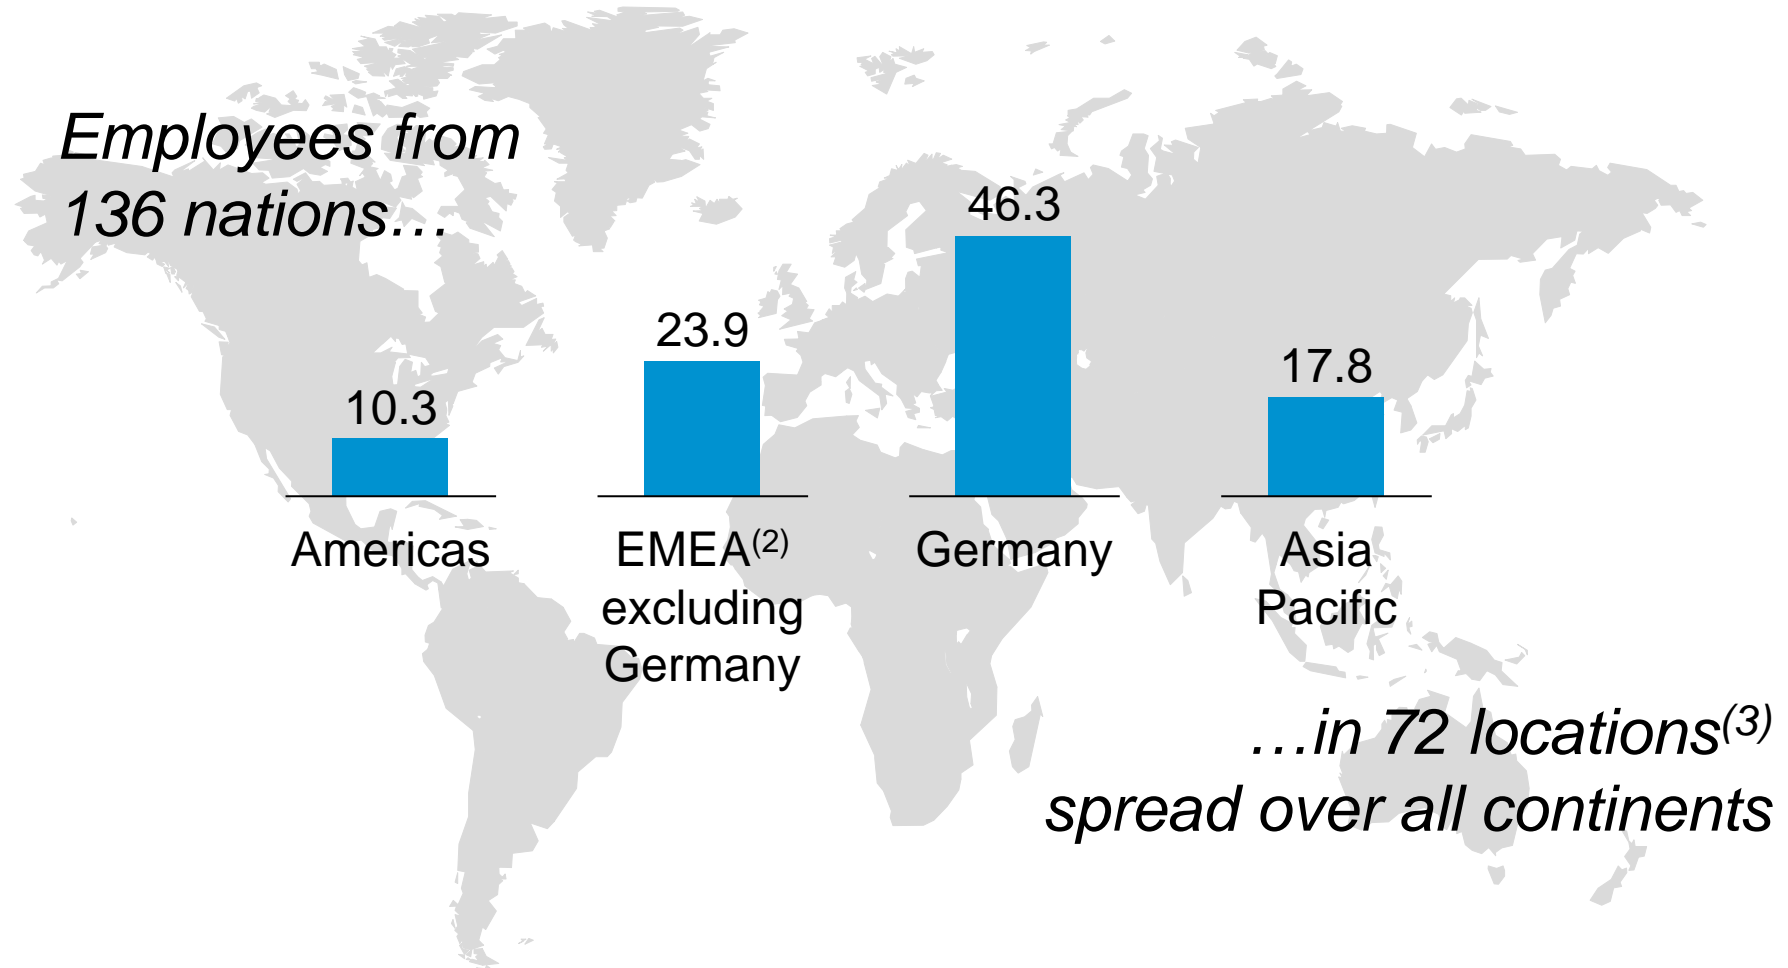 Employees from
136 nations…
46.3
23.9
17.8
10.3
Americas
EMEA(2)
excluding
Germany
Germany
Asia
Pacific
…in 72 locations(3)
spread over all continents